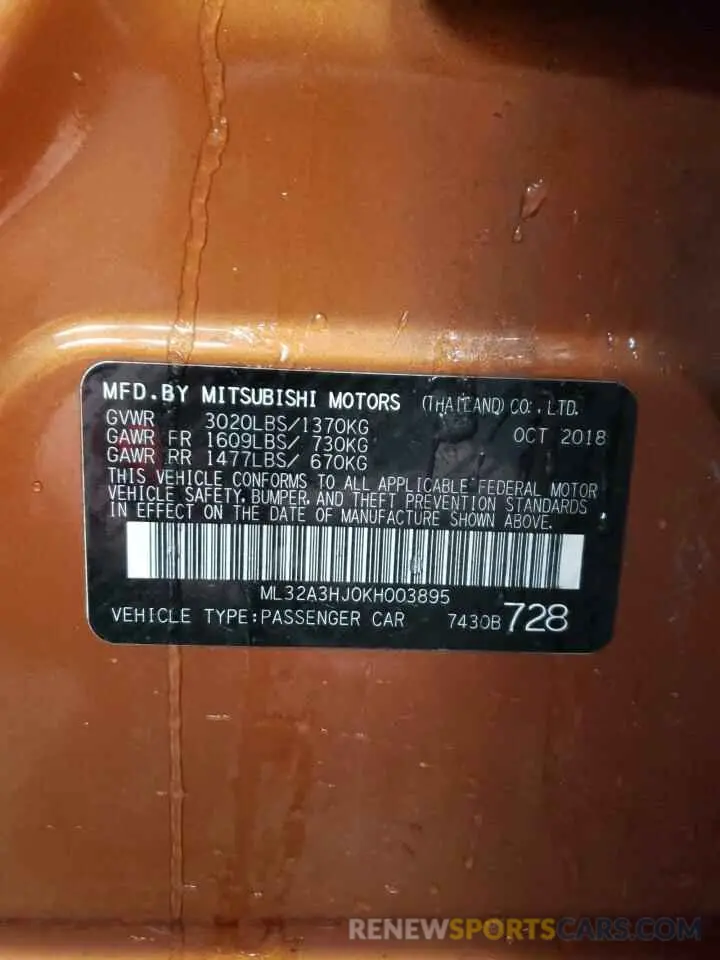 MFD.BY MITSUBISHI MOTORS (THAILAND) CO., LTD.
GVWR 3020LBS/1370KG OCT 2018
GAWR FR 1609LBS/ 730KG
GAWR RR 1477LBS/ 670KG
THIS VEHICLE CONFORMS TO ALL APPLICABLE FEDERAL MOTOR
VEHICLE SAFETY, BUMPER, AND THEFT PREVENTION STANDARDS
IN EFFECT ON THE DATE OF MANUFACTURE SHOWN ABOVE.
ML32A3HJ0KH003895
VEHICLE TYPE:PASSENGER CAR 7430B 728
RENEWSPORTSCARS.COM